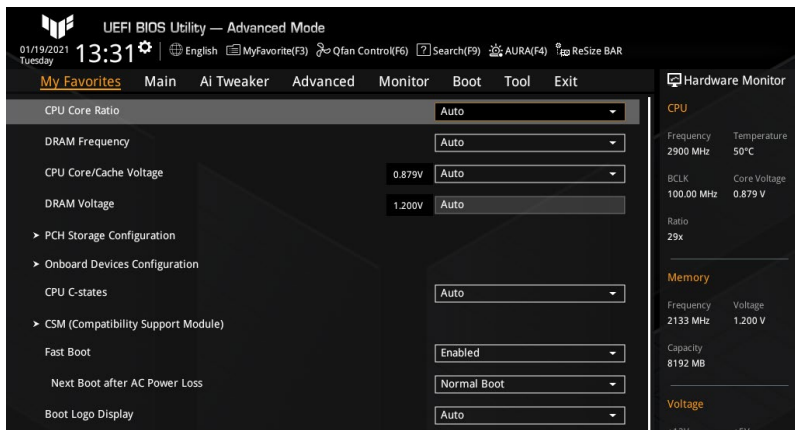 UEFI BIOS Utility — Advanced Mode
01/19/2021 Tuesday 13:31 English MyFavorite(F3) Qfan Control(F6) Search(F9) AURA(F4) ReSize BAR
My Favorites Main Ai Tweaker Advanced Monitor Boot Tool Exit
CPU Core Ratio Auto
DRAM Frequency Auto
CPU Core/Cache Voltage 0.879V Auto
DRAM Voltage 1.200V Auto
PCH Storage Configuration
Onboard Devices Configuration
CPU C-states Auto
CSM (Compatibility Support Module)
Fast Boot Enabled
Next Boot after AC Power Loss Normal Boot
Boot Logo Display Auto
Hardware Monitor
CPU
Frequency Temperature
2900 MHz 50°C
BCLK Core Voltage
100.00 MHz 0.879 V
Ratio
29x
Memory
Frequency Voltage
2133 MHz 1.200 V
Capacity
8192 MB
Voltage